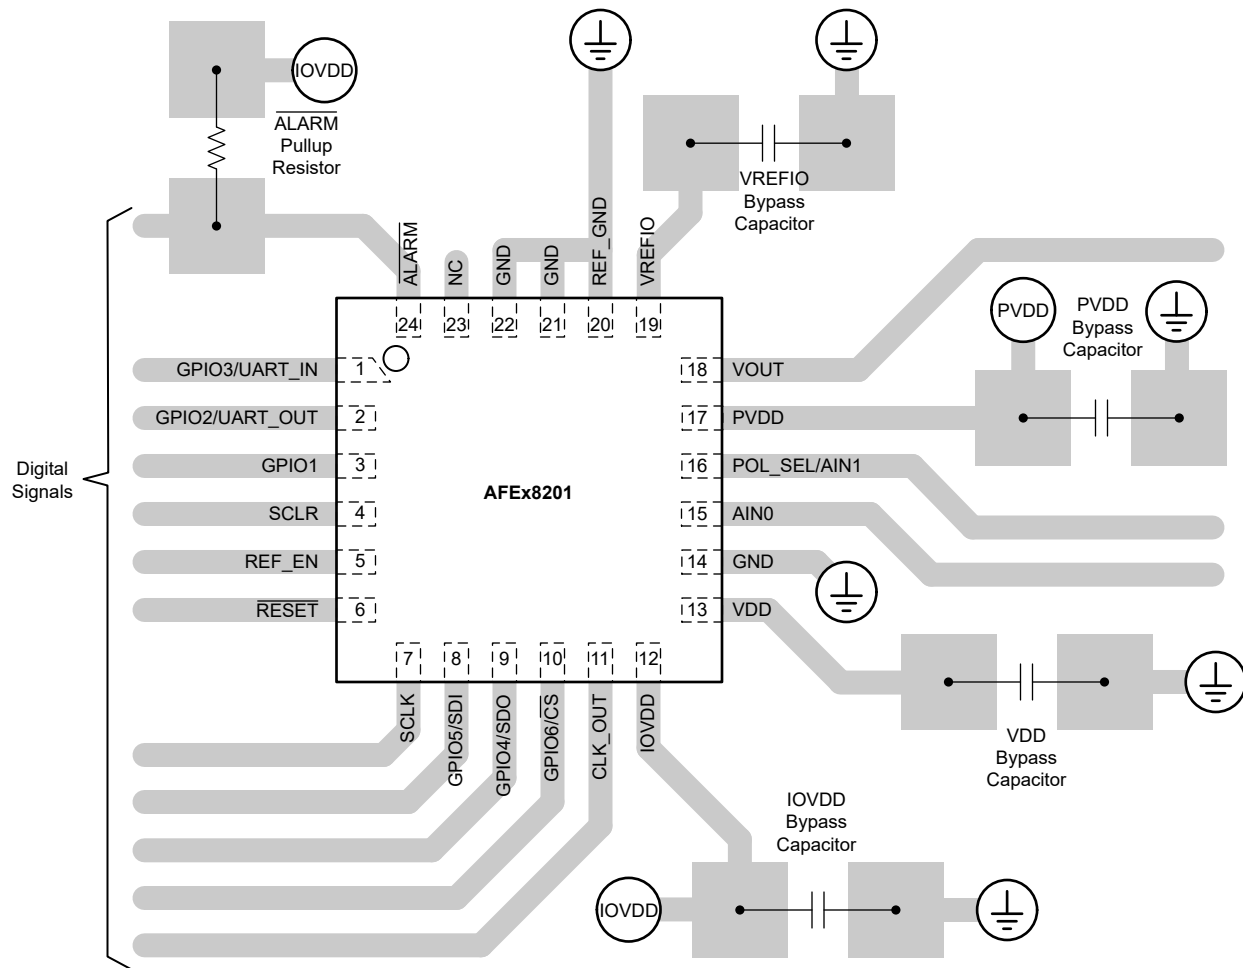 IOVDD
ALARM
Pullup
Resistor
VREFIO
Bypass
Capacitor
ALARM
NC
GND
GND
REF_GND
VREFIO
24
23
22
21
20
19
PVDD
PVDD
Bypass
Capacitor
Digital
Signals
GPIO3/UART_IN
1
GPIO2/UART_OUT
2
GPIO1
3
SCLR
4
REF_EN
5
RESET
6
AFEx8201
18
VOUT
17
PVDD
16
POL_SEL/AIN1
15
AIN0
14
GND
13
VDD
7
8
9
10
11
12
SCLK
GPIO5/SDI
GPIO4/SDO
GPIO6/CS
CLK_OUT
IOVDD
VDD
Bypass
Capacitor
IOVDD
Bypass
Capacitor
IOVDD